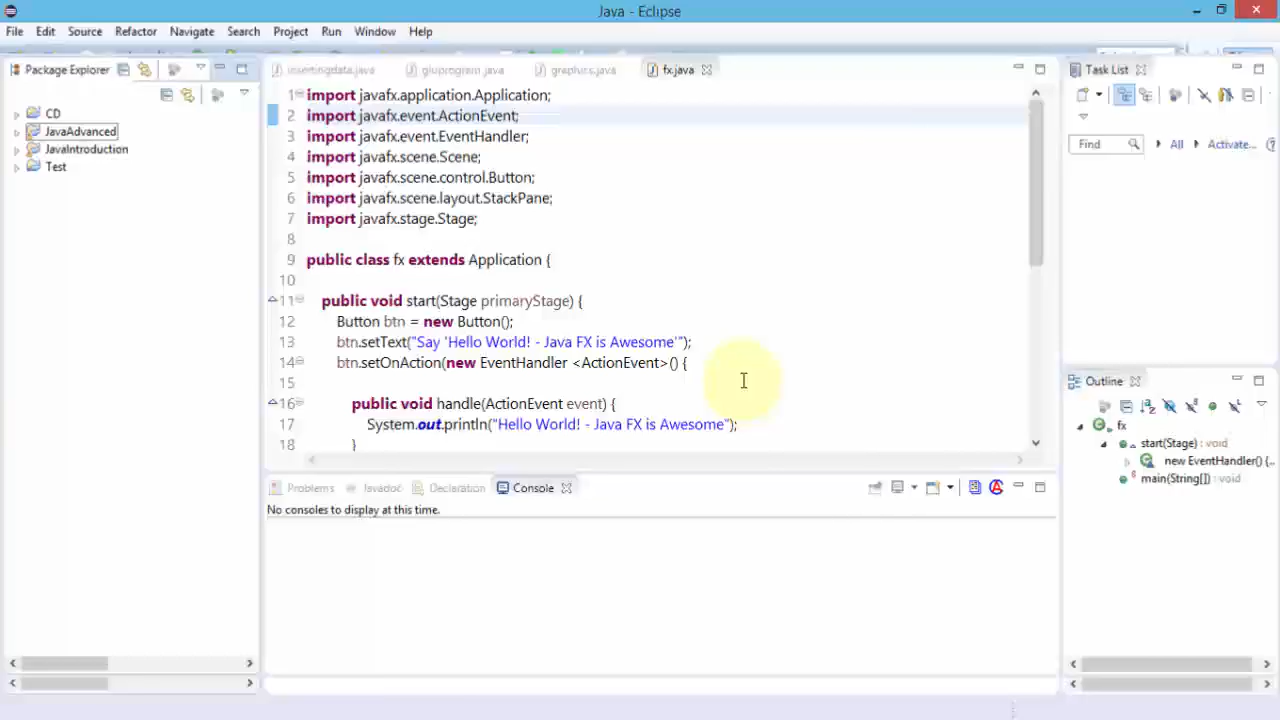 Java - Eclipse
File Edit Source Refactor Navigate Search Project Run Window Help
Package Explorer
CD
JavaAdvanced
JavaIntroduction
Test
insertingdata.java guiprogram.java graphics.java fx.java
1 import javafx.application.Application;
2 import javafx.event.ActionEvent;
3 import javafx.event.EventHandler;
4 import javafx.scene.Scene;
5 import javafx.scene.control.Button;
6 import javafx.scene.layout.StackPane;
7 import javafx.stage.Stage;
8
9 public class fx extends Application {
10
11 public void start(Stage primaryStage) {
12 Button btn = new Button();
13 btn.setText("Say 'Hello World! - Java FX is Awesome'");
14 btn.setOnAction(new EventHandler <ActionEvent>() {
15
16 public void handle(ActionEvent event) {
17 System.out.println("Hello World! - Java FX is Awesome");
18 }
Problems Javadoc Declaration Console
No consoles to display at this time.
Task List
Find All Activate...
Outline
fx
start(Stage) : void
new EventHandler() {...
main(String[]) : void